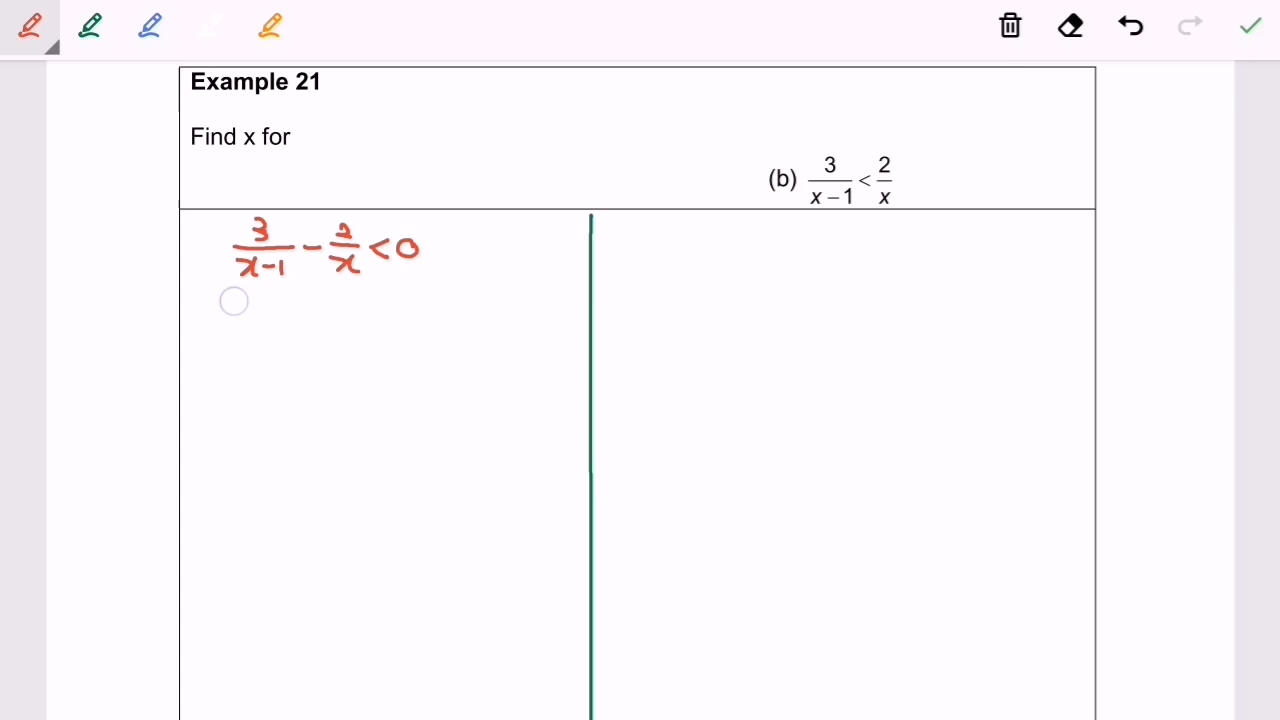 Example 21
Find x for
(b) 3/(x – 1) < 2/x
3/(x-1) - 2/x < 0